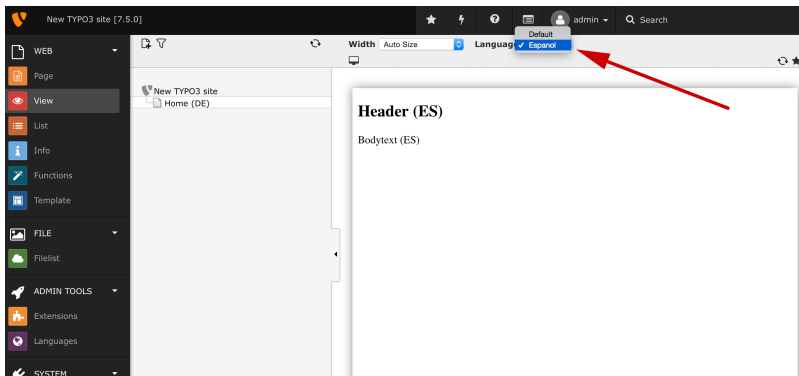 New TYPO3 site [7.5.0]
admin
Search
WEB
Page
View
List
Info
Functions
Template
FILE
Filelist
ADMIN TOOLS
Extensions
Languages
SYSTEM
New TYPO3 site
Home (DE)
Width Auto Size Languag
Default
Espanol
Header (ES)
Bodytext (ES)